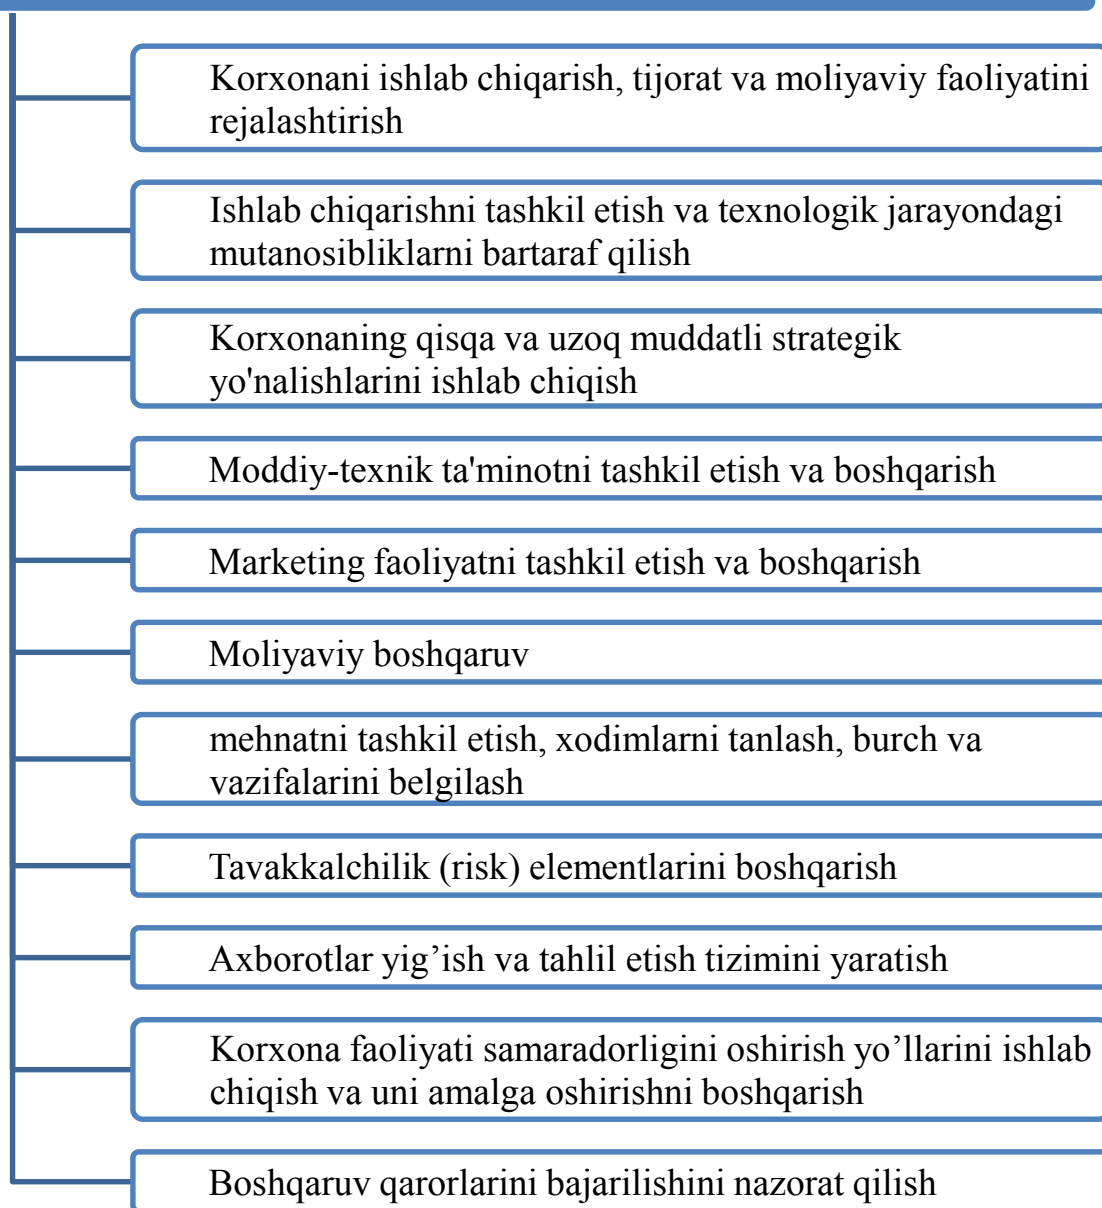 Korxonani ishlab chiqarish, tijorat va moliyaviy faoliyatini
rejalashtirish
Ishlab chiqarishni tashkil etish va texnologik jarayondagi
mutanosibliklarni bartaraf qilish
Korxonaning qisqa va uzoq muddatli strategik
yo'nalishlarini ishlab chiqish
Moddiy-texnik ta'minotni tashkil etish va boshqarish
Marketing faoliyatni tashkil etish va boshqarish
Moliyaviy boshqaruv
mehnatni tashkil etish, xodimlarni tanlash, burch va
vazifalarini belgilash
Tavakkalchilik (risk) elementlarini boshqarish
Axborotlar yig’ish va tahlil etish tizimini yaratish
Korxona faoliyati samaradorligini oshirish yo’llarini ishlab
chiqish va uni amalga oshirishni boshqarish
Boshqaruv qarorlarini bajarilishini nazorat qilish